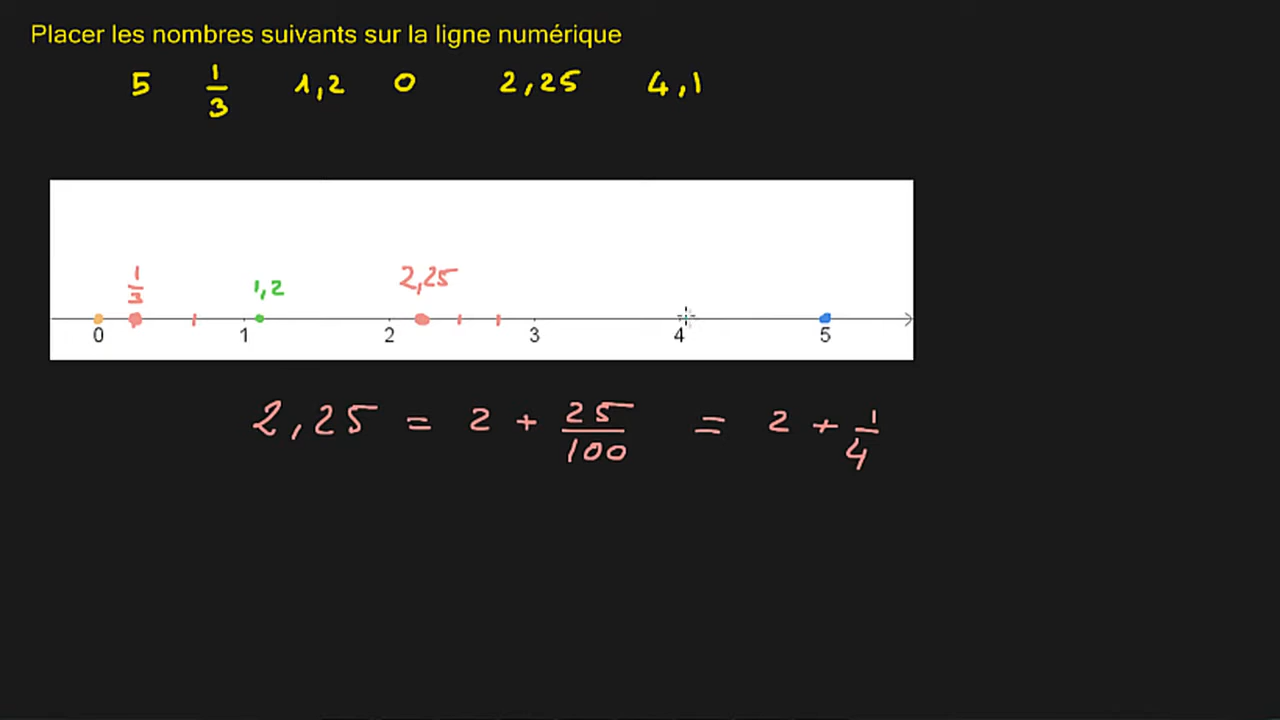 Placer les nombres suivants sur la ligne numérique
5 1/3 1,2 0 2,25 4,1
1/3 1,2 2,25
0 1 2 3 4 5
2,25 = 2 + 25/100 = 2 + 1/4